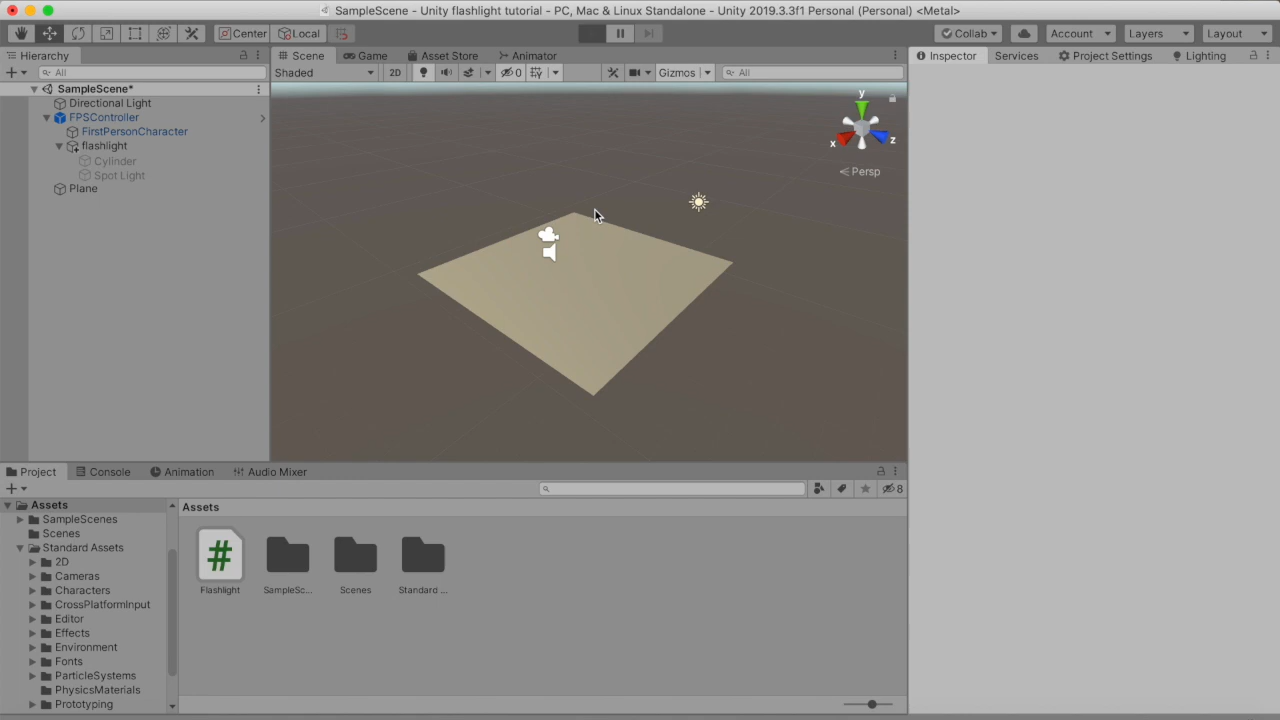 SampleScene - Unity flashlight tutorial - PC, Mac & Linux Standalone - Unity 2019.3.3f1 Personal (Personal) <Metal>
Center Local Collab Account Layers Layout
Hierarchy Scene Game Asset Store Animator Inspector Services Project Settings Lighting
All Shaded 2D 0 Gizmos All
SampleScene*
Directional Light
FPSController
FirstPersonCharacter
flashlight
Cylinder
Spot Light
Plane
y
x z
Persp
Project Console Animation Audio Mixer
8
Assets Assets
SampleScenes
Scenes
Standard Assets
2D
Cameras
Characters
CrossPlatformInput
Editor
Effects
Environment
Fonts
ParticleSystems
PhysicsMaterials
Prototyping
#
Flashlight SampleSc... Scenes Standard ...